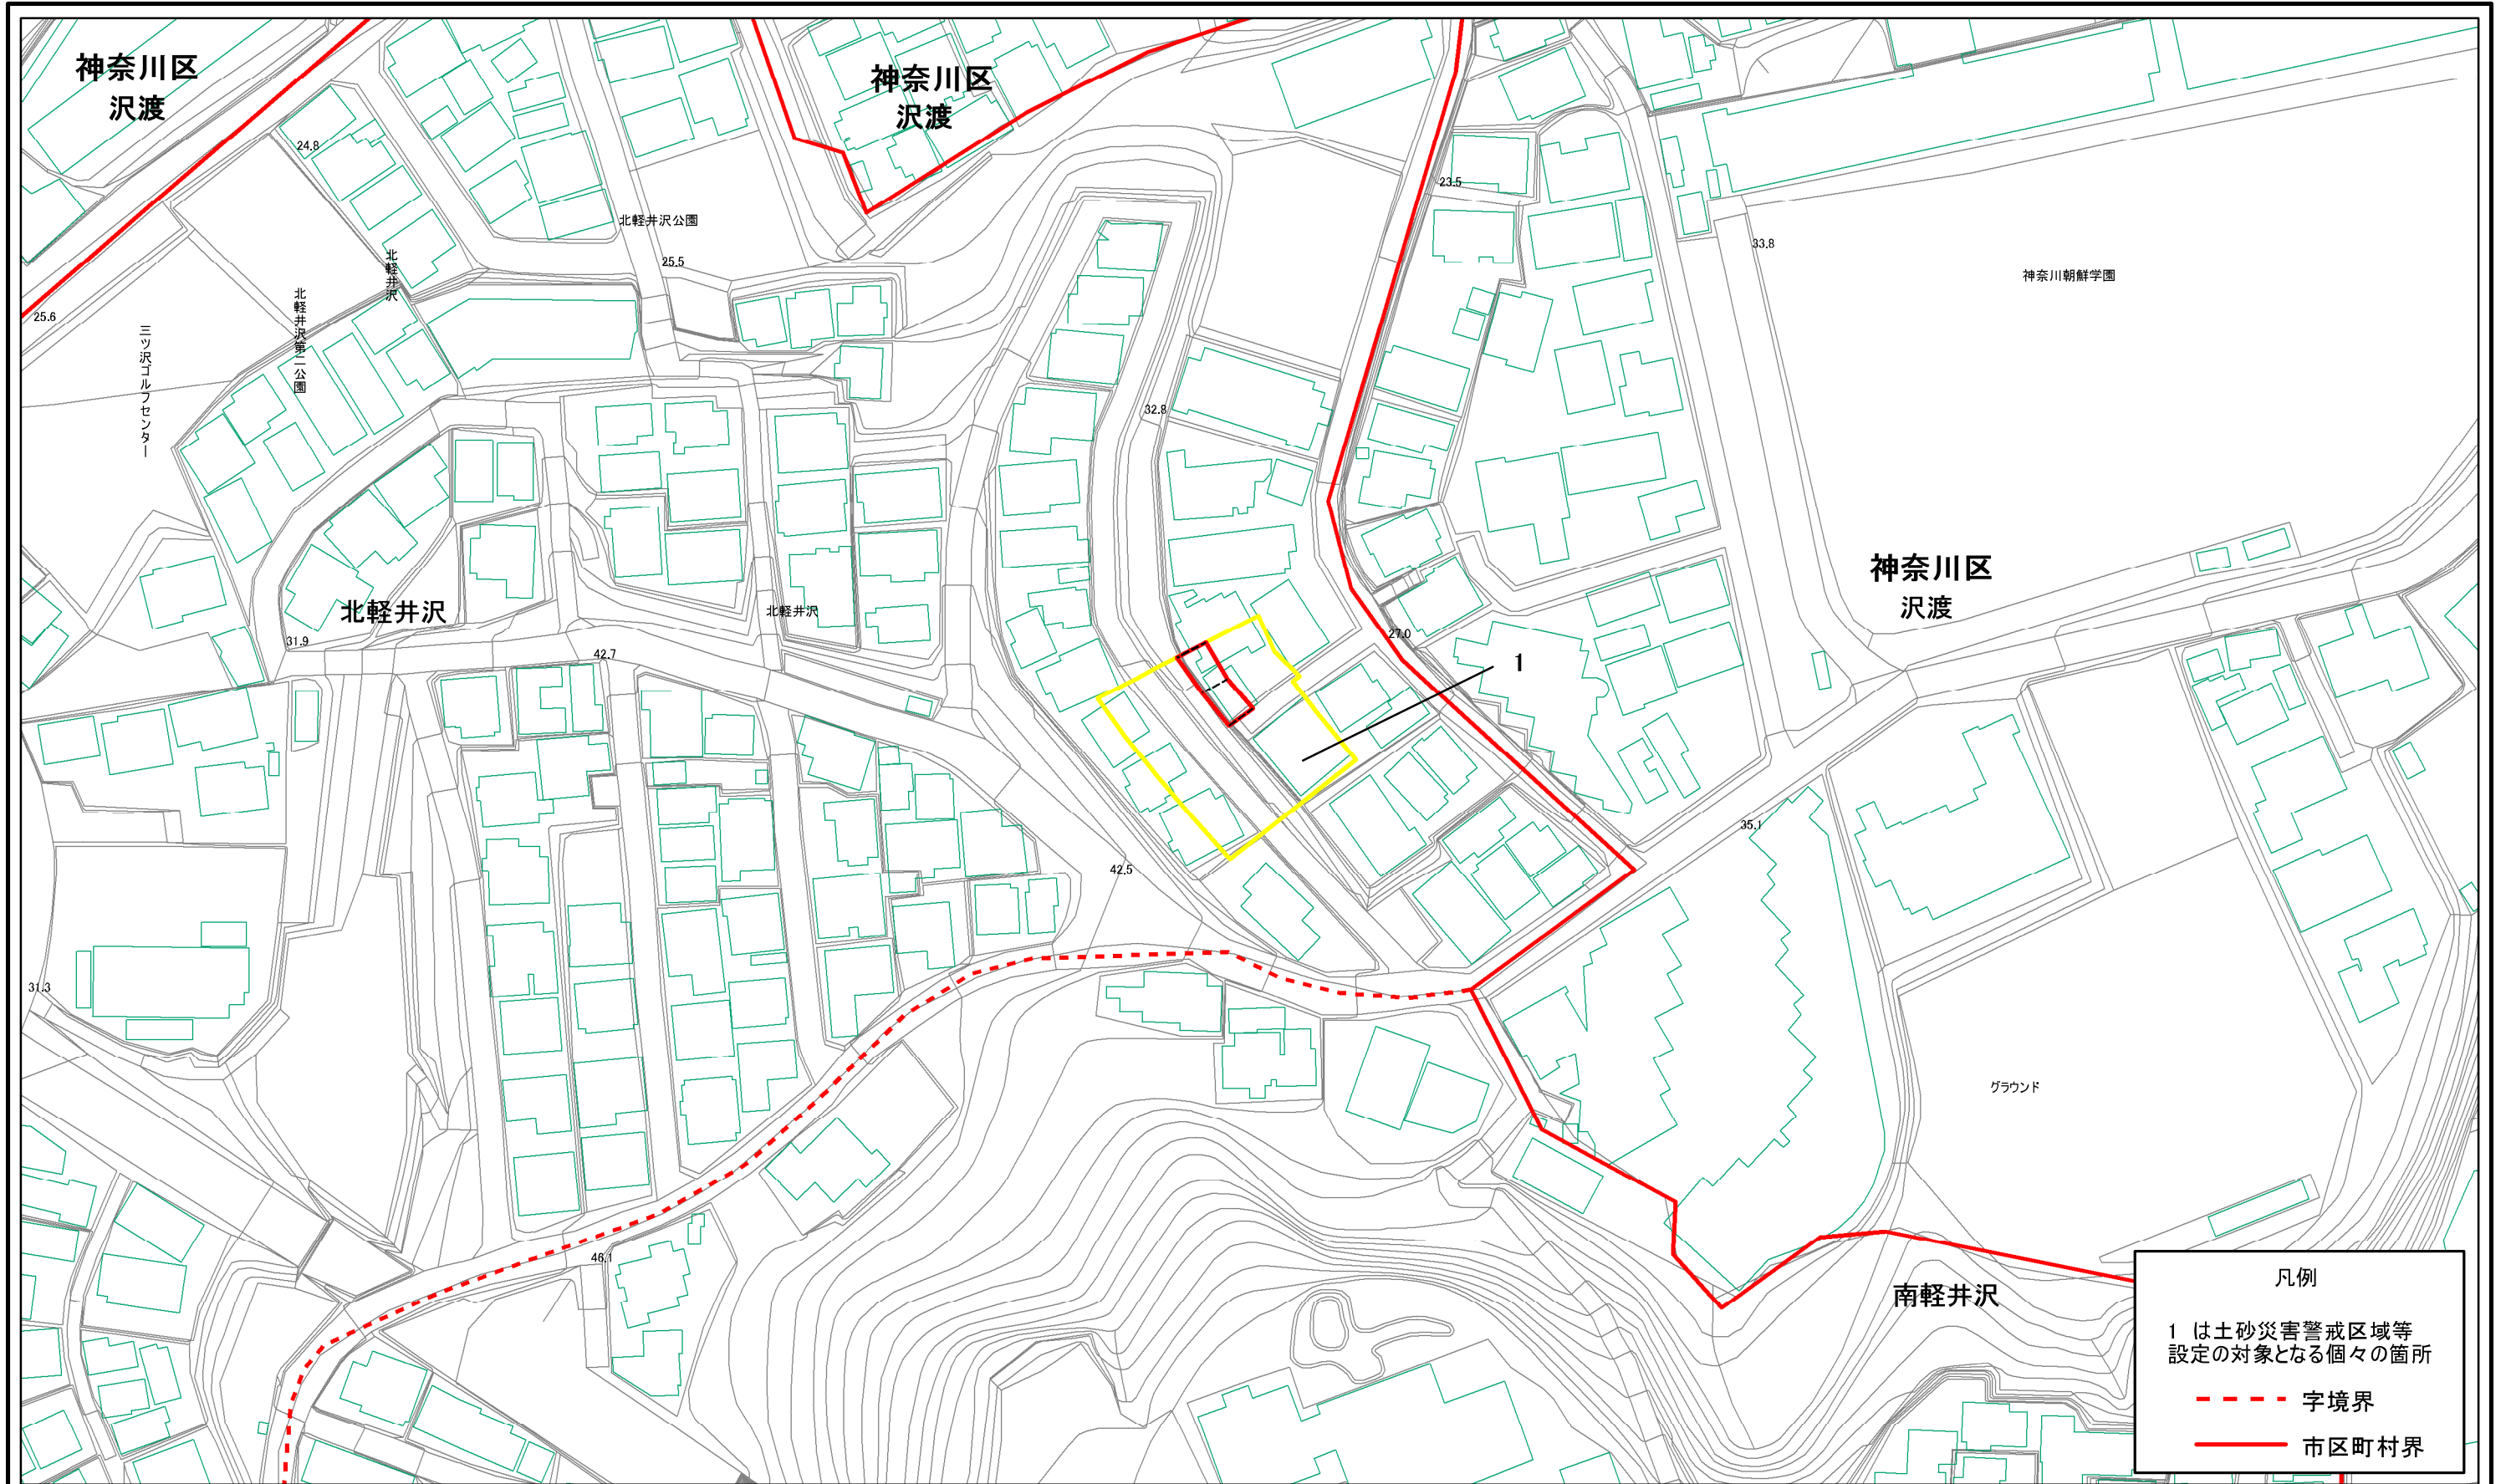 神奈川区
沢渡
神奈川区
沢渡
24.8
23.5
北軽井沢公園
33.8
25.5
神奈川朝鮮学園
北軽井沢
北軽井沢第二公園
25.6
三ツ沢ゴルフセンター
32.8
神奈川区
沢渡
北軽井沢
北軽井沢
31.9
27.0
42.7
1
35.1
42.5
31.3
グラウンド
46.1
南軽井沢
凡例
1 は土砂災害警戒区域等
設定の対象となる個々の箇所
字境界
市区町村界